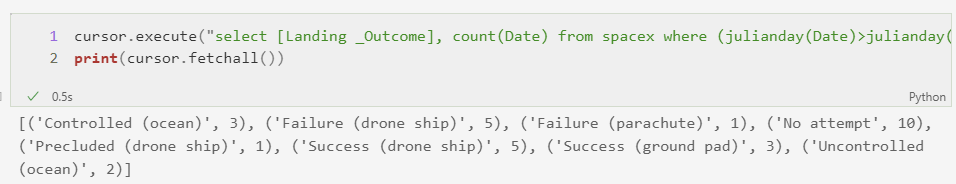 1 cursor.execute("select [Landing _Outcome], count(Date) from spacex where (julianday(Date)>julianday(
2 print(cursor.fetchall())
0.5s Python
[('Controlled (ocean)', 3), ('Failure (drone ship)', 5), ('Failure (parachute)', 1), ('No attempt', 10),
('Precluded (drone ship)', 1), ('Success (drone ship)', 5), ('Success (ground pad)', 3), ('Uncontrolled
(ocean)', 2)]